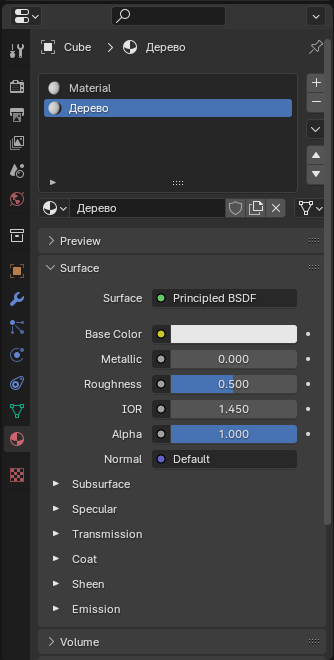 Cube > Дерево
Material
Дерево
Дерево
Preview
Surface
Surface Principled BSDF
Base Color
Metallic 0.000
Roughness 0.500
IOR 1.450
Alpha 1.000
Normal Default
Subsurface
Specular
Transmission
Coat
Sheen
Emission
Volume